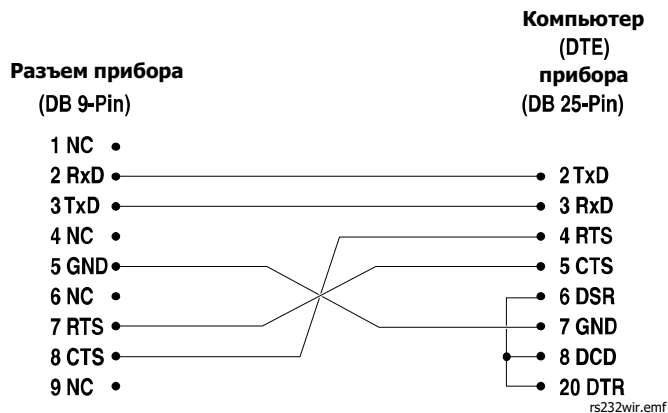 Компьютер
(DTE)
прибора
(DB 25-Pin)
Разъем прибора
(DB 9-Pin)
1 NC
2 RxD
3 TxD
4 NC
5 GND
6 NC
7 RTS
8 CTS
9 NC
2 TxD
3 RxD
4 RTS
5 CTS
6 DSR
7 GND
8 DCD
20 DTR
rs232wir.emf